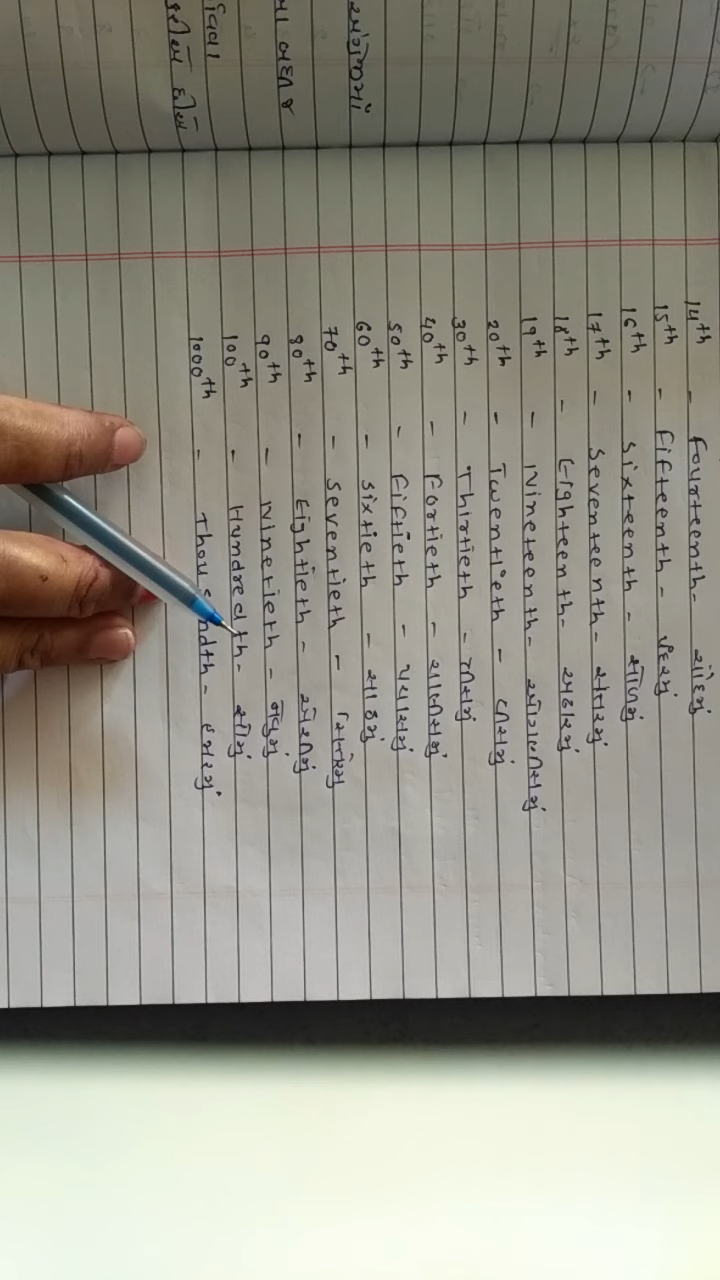 અંગ્રેજીમાં
14th - Fourteenth - ચૌદમું
15th - Fifteenth - પંદરમું
16th - Sixteenth - સોળમું
17th - Seventeenth - સત્તરમું
18th - Eighteenth - અઢારમું
19th - Nineteenth - ઓગણીસમું
20th - Twentieth - વીસમું
30th - Thirtieth - ત્રીસમું
40th - Fortieth - ચાળીસમું
50th - Fiftieth - પચાસમું
60th - Sixtieth - સાઠમું
70th - Seventieth -
80th - Eightieth - એંશીમું
90th - Ninetieth - નેવુમું
100th - Hundredth - સોમું
1000th - Thousandth - હજારમું